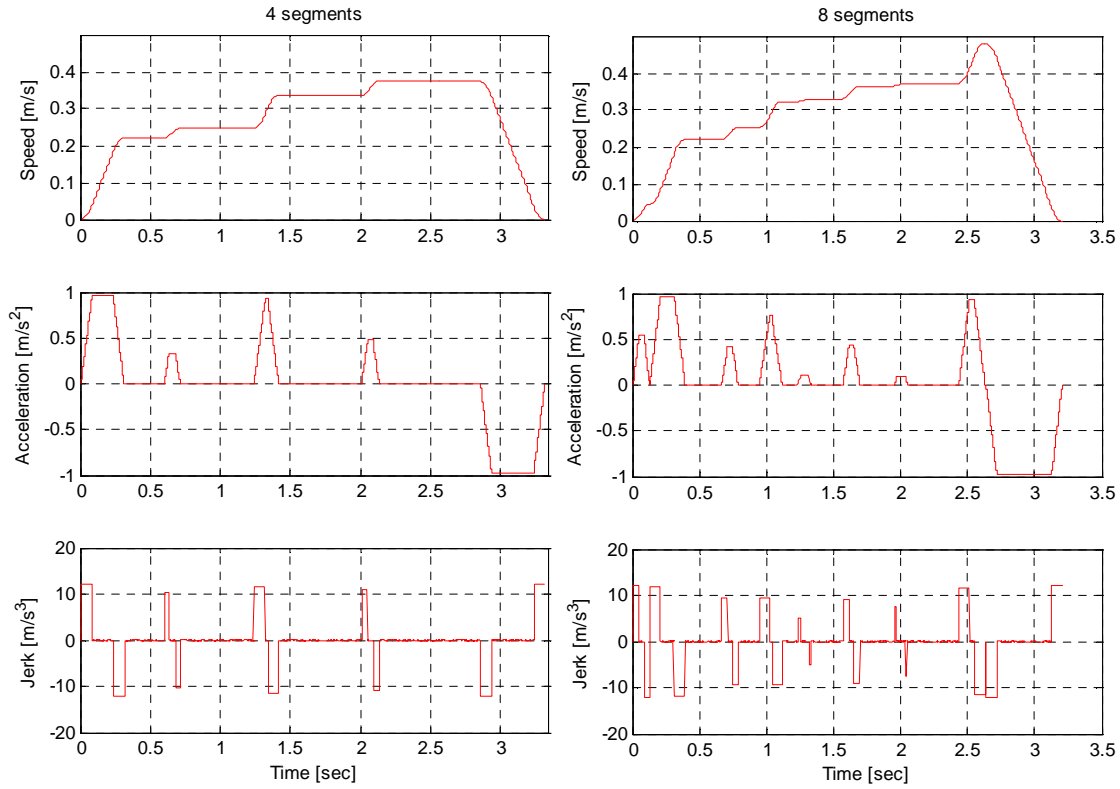 4 segments
Speed [m/s]
0.4
0.3
0.2
0.1
0
0 0.5 1 1.5 2 2.5 3
Acceleration [m/s²]
1
0.5
0
-0.5
-1
0 0.5 1 1.5 2 2.5 3
Jerk [m/s³]
20
10
0
-10
-20
0 0.5 1 1.5 2 2.5 3
Time [sec]
8 segments
Speed [m/s]
0.4
0.3
0.2
0.1
0
0 0.5 1 1.5 2 2.5 3 3.5
Acceleration [m/s²]
1
0.5
0
-0.5
-1
0 0.5 1 1.5 2 2.5 3 3.5
Jerk [m/s³]
20
10
0
-10
-20
0 0.5 1 1.5 2 2.5 3 3.5
Time [sec]